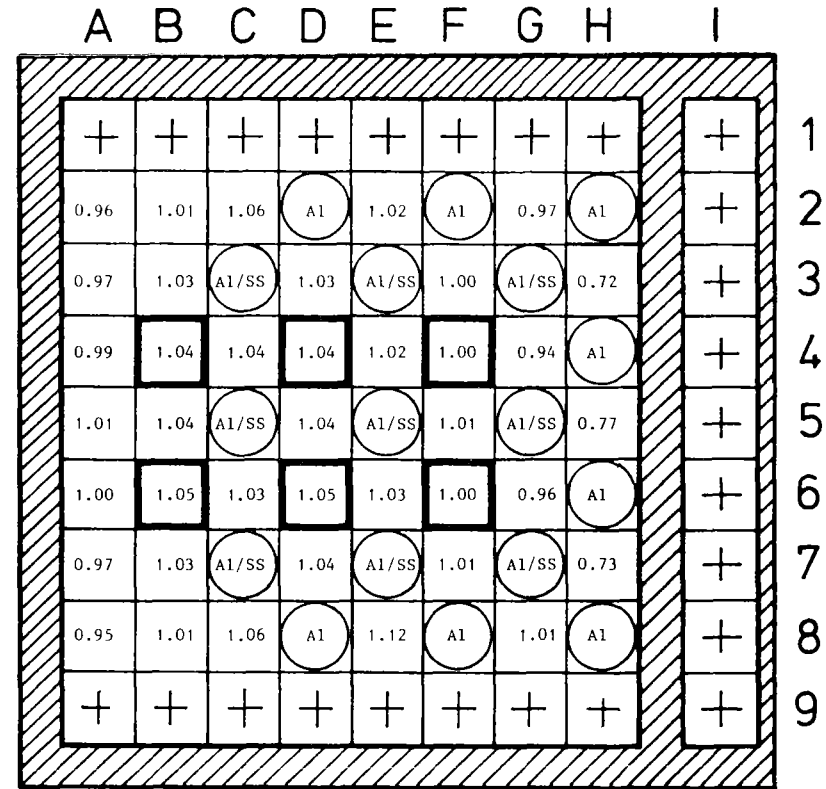 A B C D E F G H I
+ + + + + + + + + 1
0.96 1.01 1.06 Al 1.02 Al 0.97 Al + 2
0.97 1.03 Al/SS 1.03 Al/SS 1.00 Al/SS 0.72 + 3
0.99 1.04 1.04 1.04 1.02 1.00 0.94 Al + 4
1.01 1.04 Al/SS 1.04 Al/SS 1.01 Al/SS 0.77 + 5
1.00 1.05 1.03 1.05 1.03 1.00 0.96 Al + 6
0.97 1.03 Al/SS 1.04 Al/SS 1.01 Al/SS 0.73 + 7
0.95 1.01 1.06 Al 1.12 Al 1.01 Al + 8
+ + + + + + + + + 9